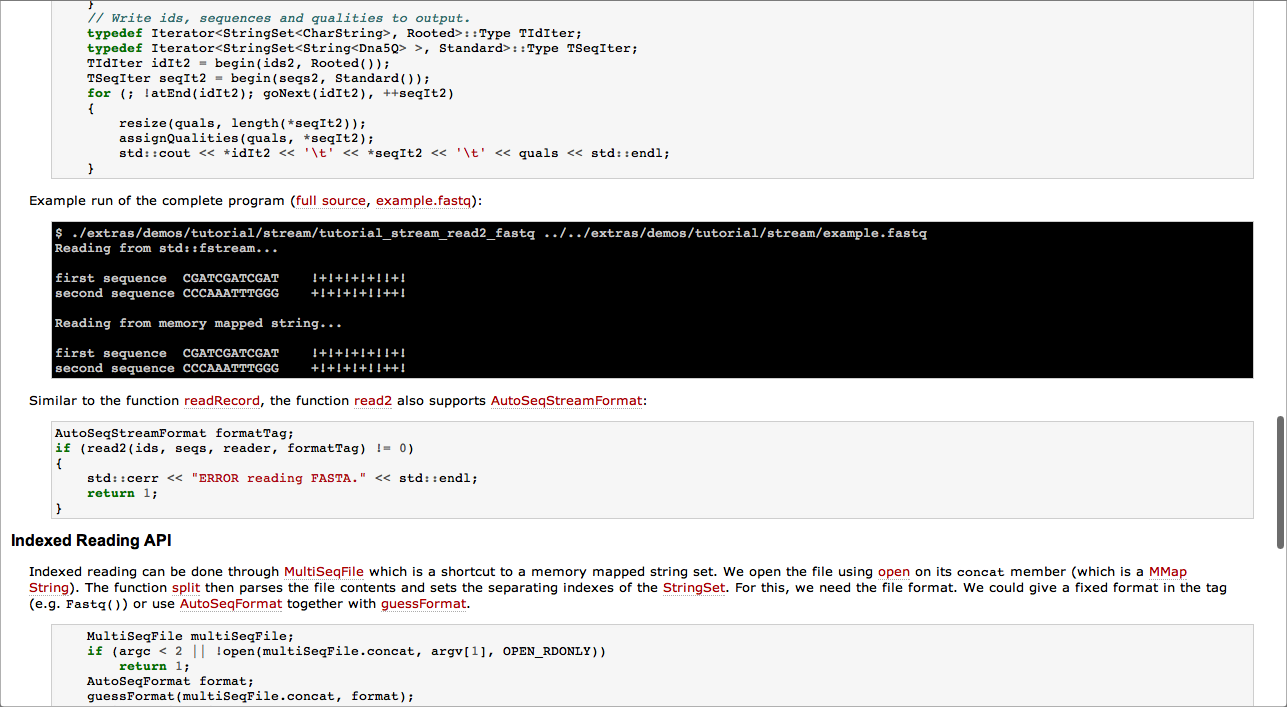 }
// Write ids, sequences and qualities to output.
typedef Iterator<StringSet<CharString>, Rooted>::Type TIdIter;
typedef Iterator<StringSet<String<Dna5Q> >, Standard>::Type TSeqIter;
TIdIter idIt2 = begin(ids2, Rooted());
TSeqIter seqIt2 = begin(seqs2, Standard());
for (; !atEnd(idIt2); goNext(idIt2), ++seqIt2)
{
resize(quals, length(*seqIt2));
assignQualities(quals, *seqIt2);
std::cout << *idIt2 << '\t' << *seqIt2 << '\t' << quals << std::endl;
}
Example run of the complete program (full source, example.fastq):
$ ./extras/demos/tutorial/stream/tutorial_stream_read2_fastq ../../extras/demos/tutorial/stream/example.fastq
Reading from std::fstream...
first sequence  CGATCGATCGAT    !+!+!+!+!!+!
second sequence CCCAAATTTGGG    +!+!+!+!!++!
Reading from memory mapped string...
first sequence  CGATCGATCGAT    !+!+!+!+!!+!
second sequence CCCAAATTTGGG    +!+!+!+!!++!
Similar to the function readRecord, the function read2 also supports AutoSeqStreamFormat:
AutoSeqStreamFormat formatTag;
if (read2(ids, seqs, reader, formatTag) != 0)
{
std::cerr << "ERROR reading FASTA." << std::endl;
return 1;
}
Indexed Reading API
Indexed reading can be done through MultiSeqFile which is a shortcut to a memory mapped string set. We open the file using open on its concat member (which is a MMap
String). The function split then parses the file contents and sets the separating indexes of the StringSet. For this, we need the file format. We could give a fixed format in the tag
(e.g. Fastq()) or use AutoSeqFormat together with guessFormat.
MultiSeqFile multiSeqFile;
if (argc < 2 || !open(multiSeqFile.concat, argv[1], OPEN_RDONLY))
return 1;
AutoSeqFormat format;
guessFormat(multiSeqFile.concat, format);